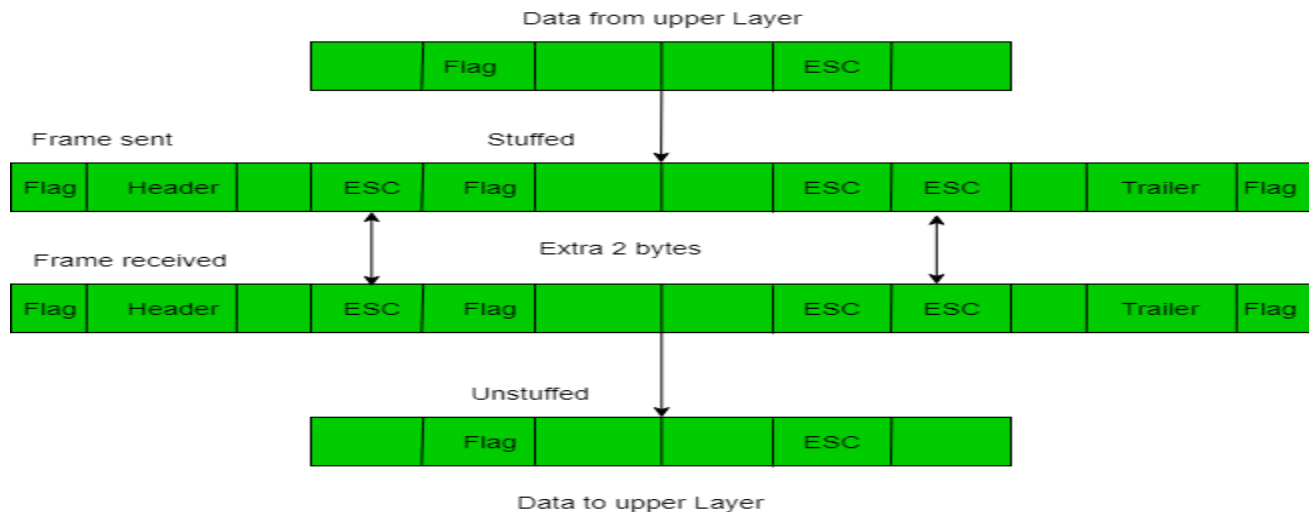 Data from upper Layer
Flag ESC
Frame sent Stuffed
Flag Header ESC Flag ESC ESC Trailer Flag
Extra 2 bytes
Frame received
Flag Header ESC Flag ESC ESC Trailer Flag
Unstuffed
Flag ESC
Data to upper Layer